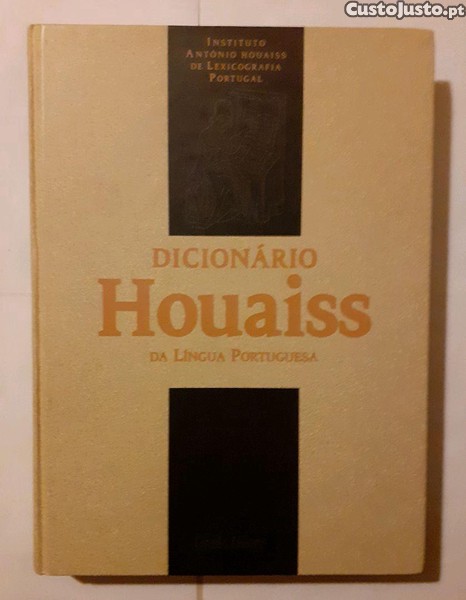 CustoJusto.pt
Instituto
António Houaiss
de Lexicografia
Portugal
Dicionário
Houaiss
da Língua Portuguesa